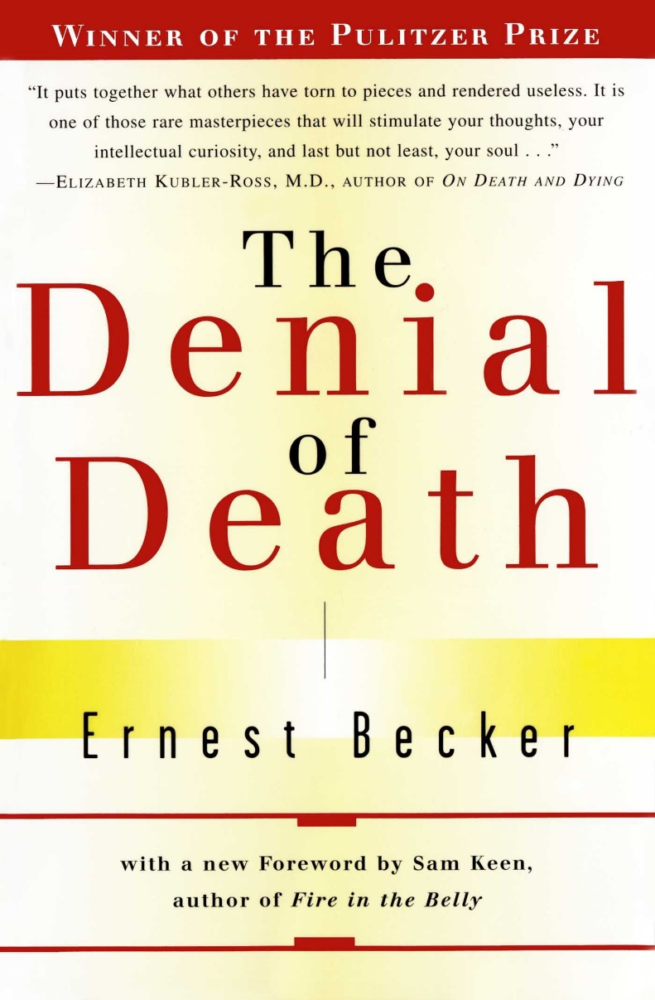 WINNER OF THE PULITZER PRIZE
“It puts together what others have torn to pieces and rendered useless. It is
one of those rare masterpieces that will stimulate your thoughts, your
intellectual curiosity, and last but not least, your soul . . .”
—ELIZABETH KUBLER-ROSS, M.D., AUTHOR OF ON DEATH AND DYING
The
Denial
of
Death
Ernest Becker
with a new Foreword by Sam Keen,
author of Fire in the Belly